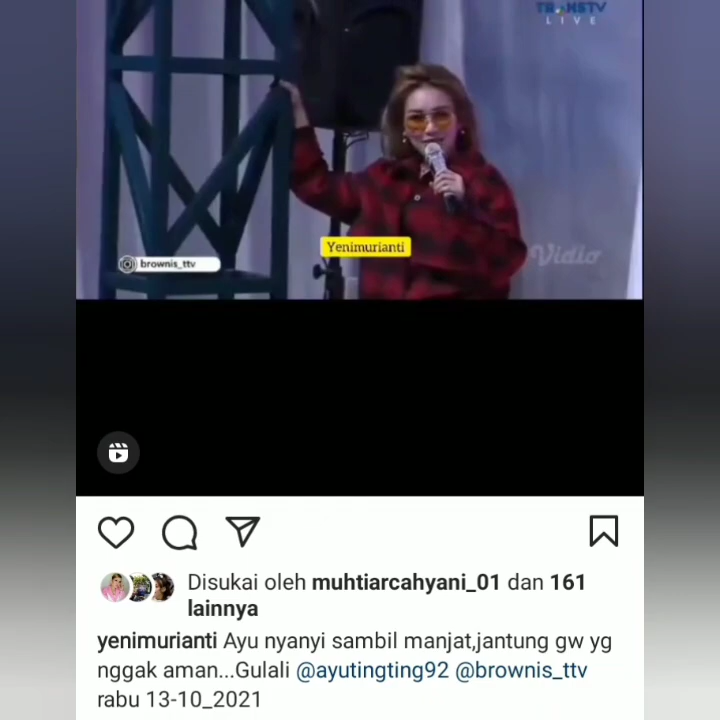 TRANSTV
LIVE
Yenimurianti
brownis_ttv
Vidio
Disukai oleh muhtiarcahyani_01 dan 161
lainnya
yenimurianti Ayu nyanyi sambil manjat,jantung gw yg
nggak aman...Gulali @ayutingting92 @brownis_ttv
rabu 13-10_2021